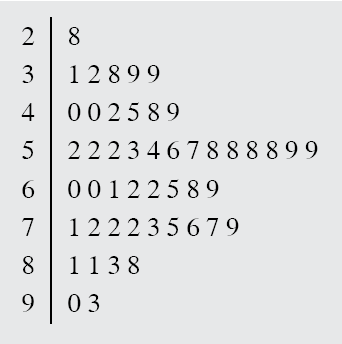 2 8
3 1 2 8 9 9
4 0 0 2 5 8 9
5 2 2 2 3 4 6 7 8 8 8 8 9 9
6 0 0 1 2 2 5 8 9
7 1 2 2 2 3 5 6 7 9
8 1 1 3 8
9 0 3